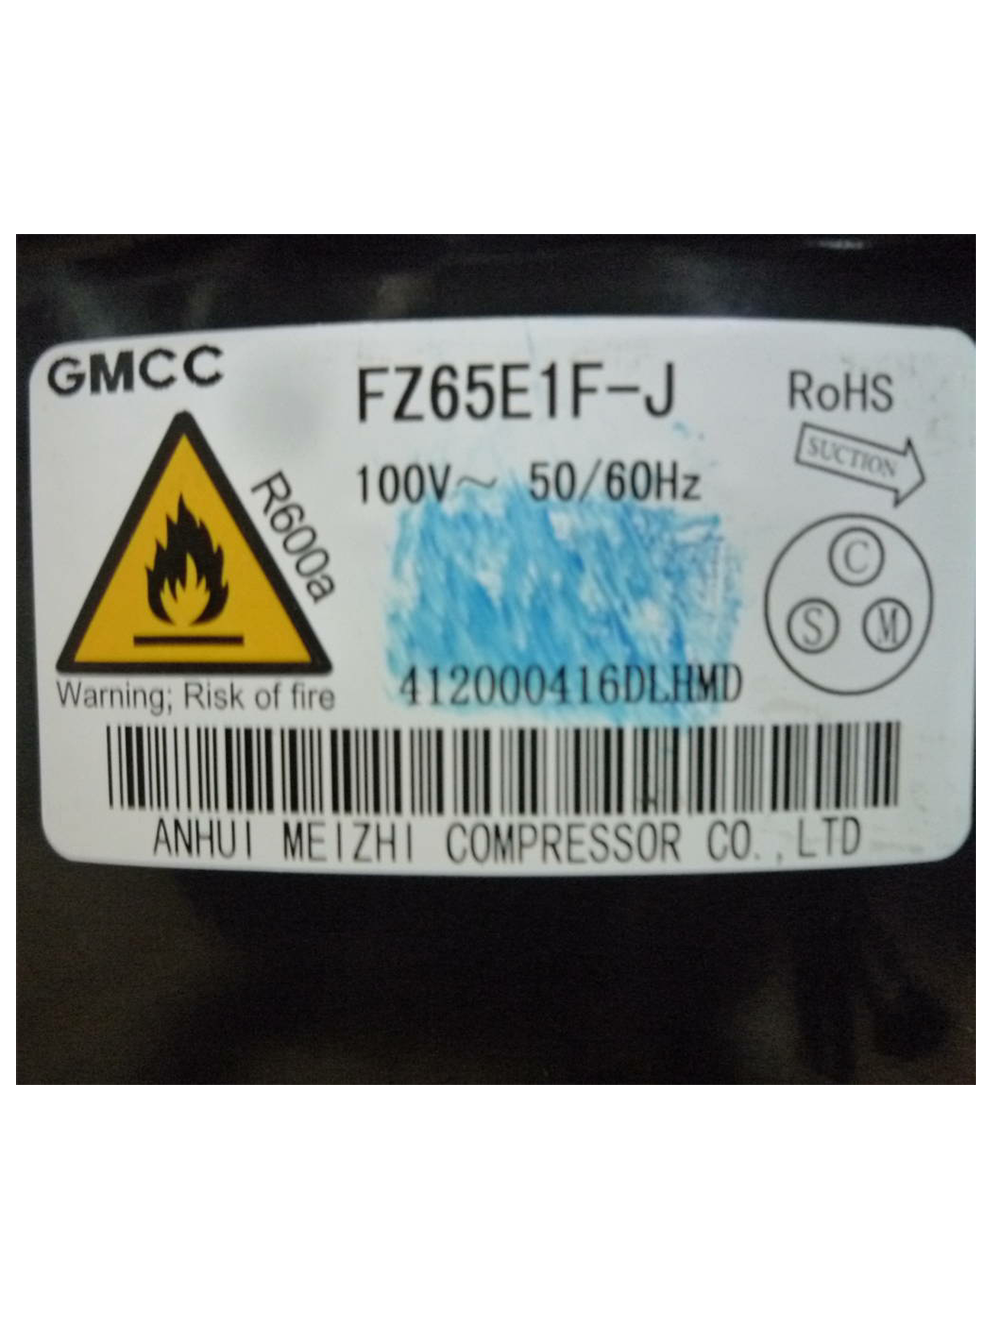 GMCC
FZ65E1F-J
RoHS
SUCTION
100V~ 50/60Hz
R600a
C
S M
412000416DLHMD
Warning; Risk of fire
ANHUI MEIZHI COMPRESSOR CO.,LTD